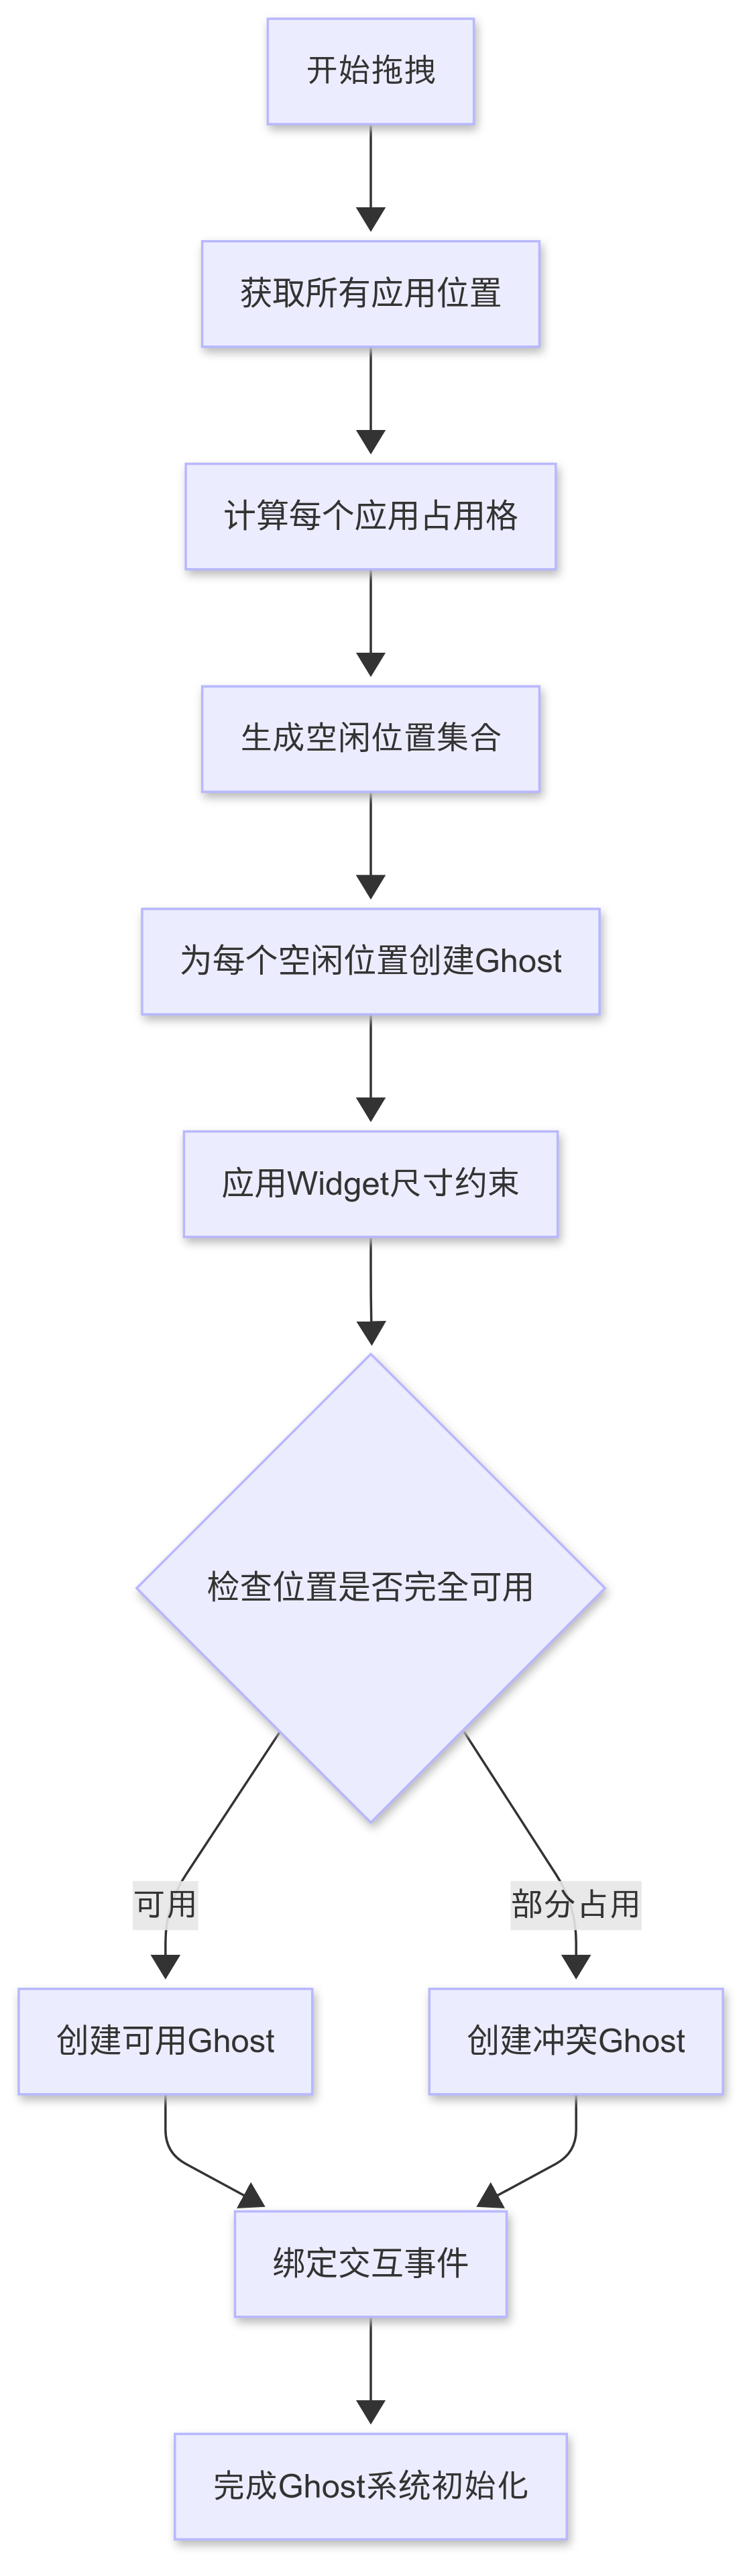 开始拖拽
获取所有应用位置
计算每个应用占用格
生成空闲位置集合
为每个空闲位置创建Ghost
应用Widget尺寸约束
检查位置是否完全可用
可用
部分占用
创建可用Ghost
创建冲突Ghost
绑定交互事件
完成Ghost系统初始化